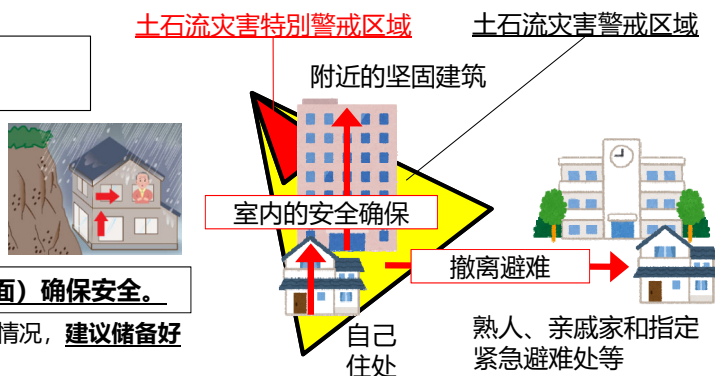 土石流灾害特別警戒区域
土石流灾害警戒区域
附近的坚固建筑
室内的安全确保
撤离避难
面）确保安全。
情况，建议储备好
自己
住处
熟人、亲戚家和指定
紧急避难处等